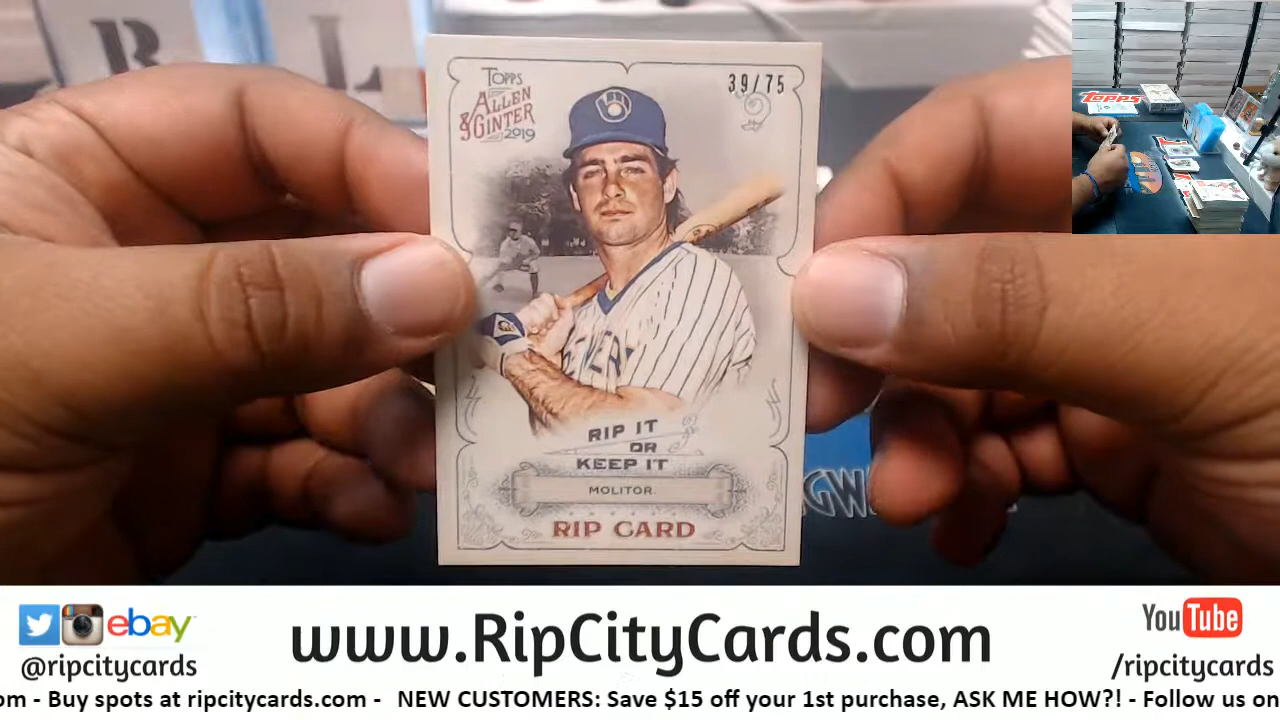 R L
TOPPS
ALLEN
& GINTER
2019
39/75
RIP IT
OR
KEEP IT
MOLITOR
RIP CARD
TOPPS
ebay
@ripcitycards
www.RipCityCards.com
YouTube
/ripcitycards
om - Buy spots at ripcitycards.com - NEW CUSTOMERS: Save $15 off your 1st purchase, ASK ME HOW?! - Follow us on